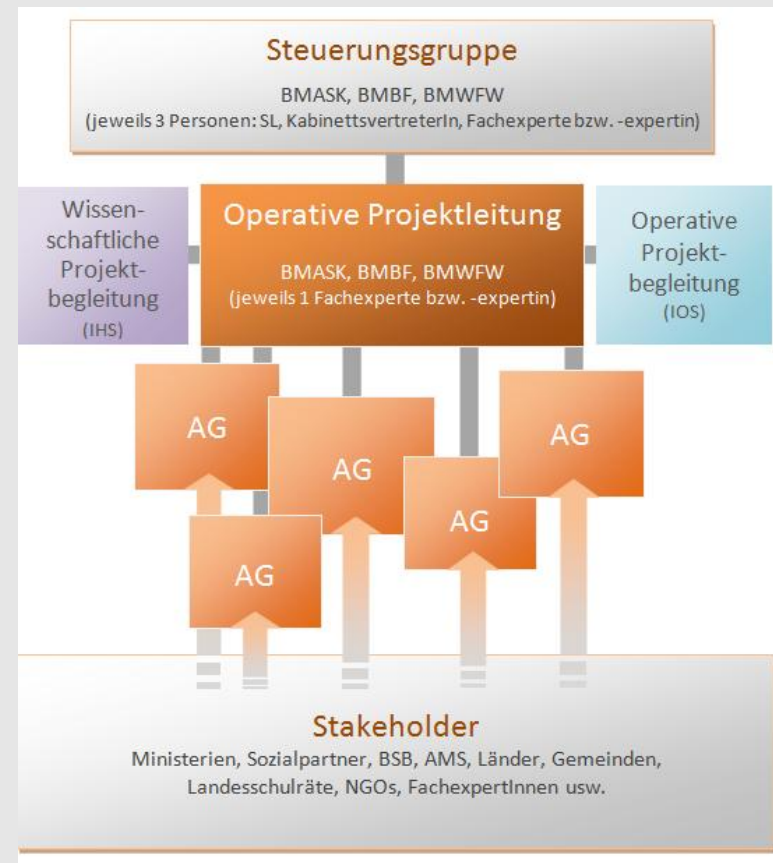 Steuerungsgruppe
BMASK, BMBF, BMWFW
(jeweils 3 Personen: SL, KabinettsvertreterIn, Fachexperte bzw. -expertin)
Wissen-
schaftliche
Projekt-
begleitung
(IHS)
Operative Projektleitung
BMASK, BMBF, BMWFW
(jeweils 1 Fachexperte bzw. -expertin)
Operative
Projekt-
begleitung
(IOS)
AG
AG
AG
AG
AG
Stakeholder
Ministerien, Sozialpartner, BSB, AMS, Länder, Gemeinden,
Landesschulräte, NGOs, FachexpertInnen usw.